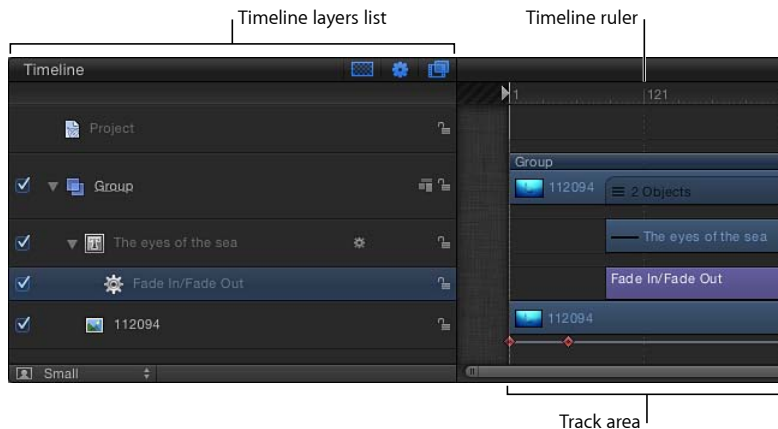 Timeline layers list
Timeline ruler
Timeline
1
121
Project
Group
Group
112094
2 Objects
The eyes of the sea
The eyes of the sea
Fade In/Fade Out
Fade In/Fade Out
112094
112094
Small
Track area